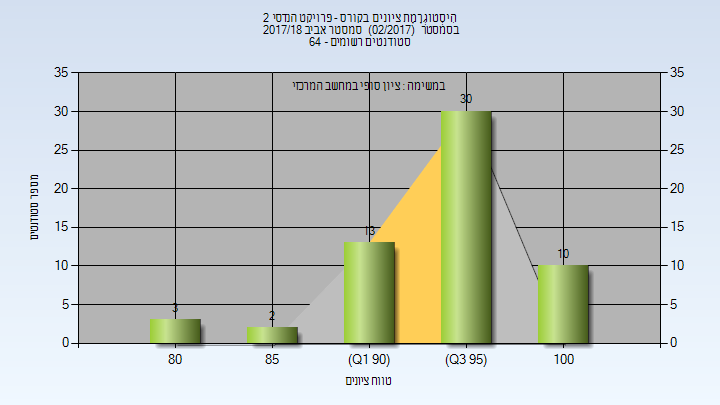 היסטוגרמת ציונים בקורס - פרויקט הנדסי 2
בסמסטר (02/2017) סמסטר אביב 2017/18
סטודנטים רשומים - 64
במשימה : ציון סופי במחשב המרכזי
35 35
30 30 30
25 25
20 20
15 15
13
10 10 10
5 5
3
2
0 0
80 85 (Q1 90) (Q3 95) 100
מספר סטודנטים
טווח ציונים